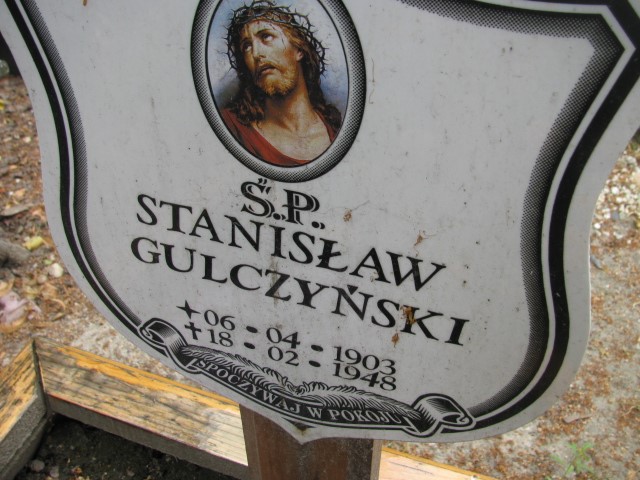 Ś.P.
STANISŁAW
GULCZYŃSKI
06 • 04 • 1903
18 • 02 • 1948
SPOCZYWAJ W POKOJU